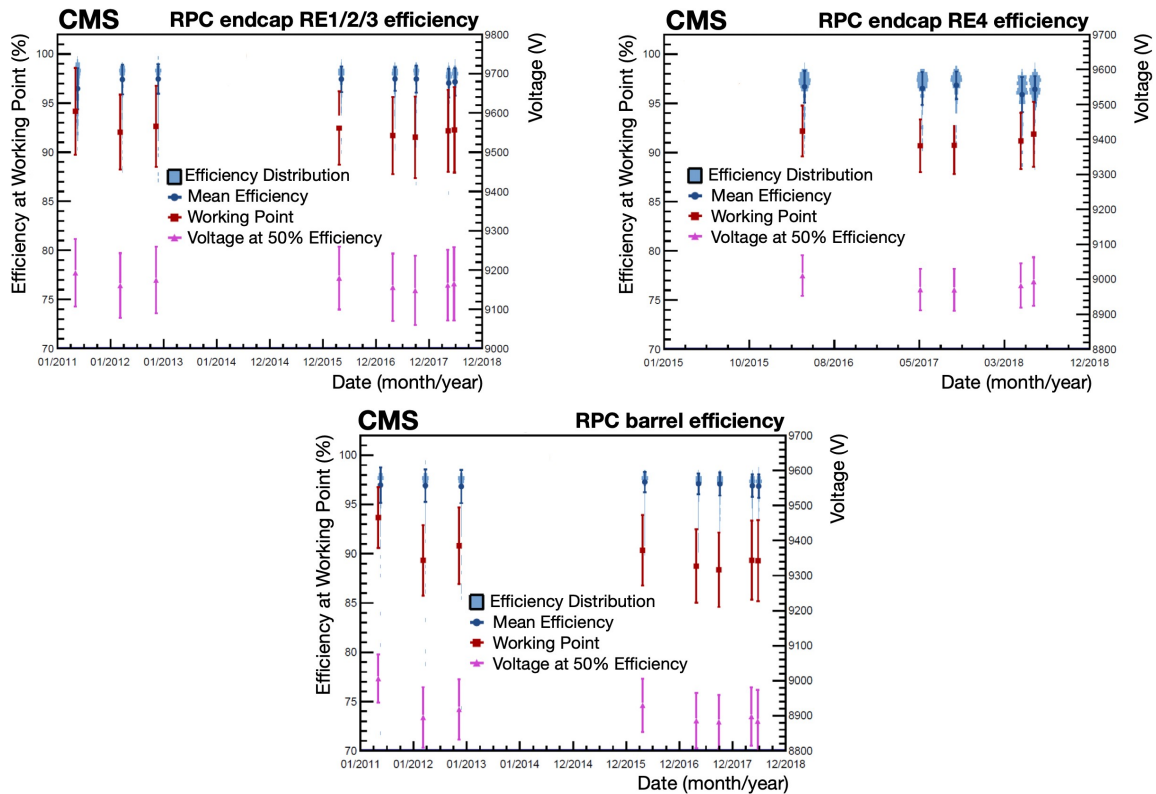 CMS RPC endcap RE1/2/3 efficiency
Efficiency at Working Point (%)
100
95
90
85
80
75
70
9800
9700
9600
9500
9400
9300
9200
9100
9000
Voltage (V)
Efficiency Distribution
Mean Efficiency
Working Point
Voltage at 50% Efficiency
01/2011 01/2012 01/2013 01/2014 12/2014 12/2015 12/2016 12/2017 12/2018
Date (month/year)
CMS RPC endcap RE4 efficiency
Efficiency at Working Point (%)
100
95
90
85
80
75
70
9700
9600
9500
9400
9300
9200
9100
9000
8900
8800
Voltage (V)
Efficiency Distribution
Mean Efficiency
Working Point
Voltage at 50% Efficiency
01/2015 10/2015 08/2016 05/2017 03/2018 12/2018
Date (month/year)
CMS RPC barrel efficiency
Efficiency at Working Point (%)
100
95
90
85
80
75
70
9700
9600
9500
9400
9300
9200
9100
9000
8900
8800
Voltage (V)
Efficiency Distribution
Mean Efficiency
Working Point
Voltage at 50% Efficiency
01/2011 01/2012 01/2013 01/2014 12/2014 12/2015 12/2016 12/2017 12/2018
Date (month/year)